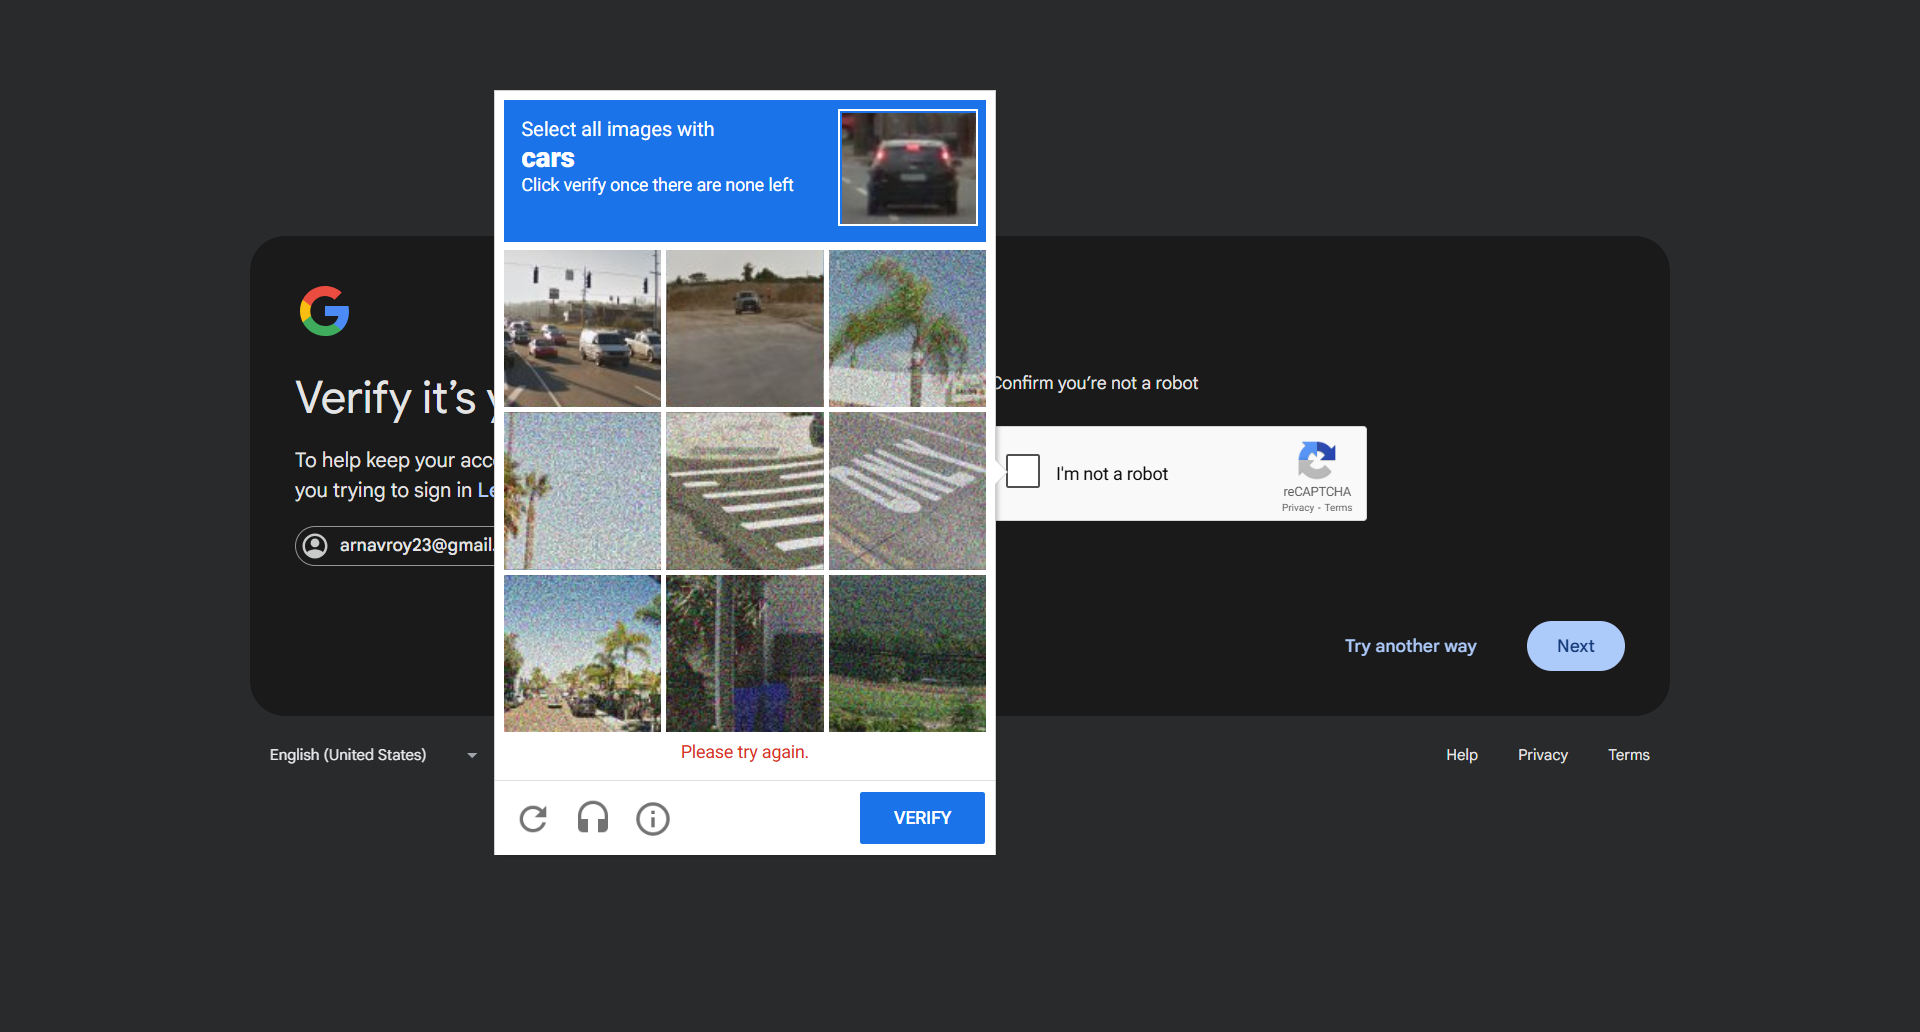 Select all images with
cars
Click verify once there are none left
Verify it's
To help keep your acc
you trying to sign in Le
arnavroy23@gmail.
ONLY
Confirm you're not a robot
I'm not a robot
reCAPTCHA
Privacy - Terms
Please try again.
VERIFY
Try another way
Next
English (United States)
Help
Privacy
Terms